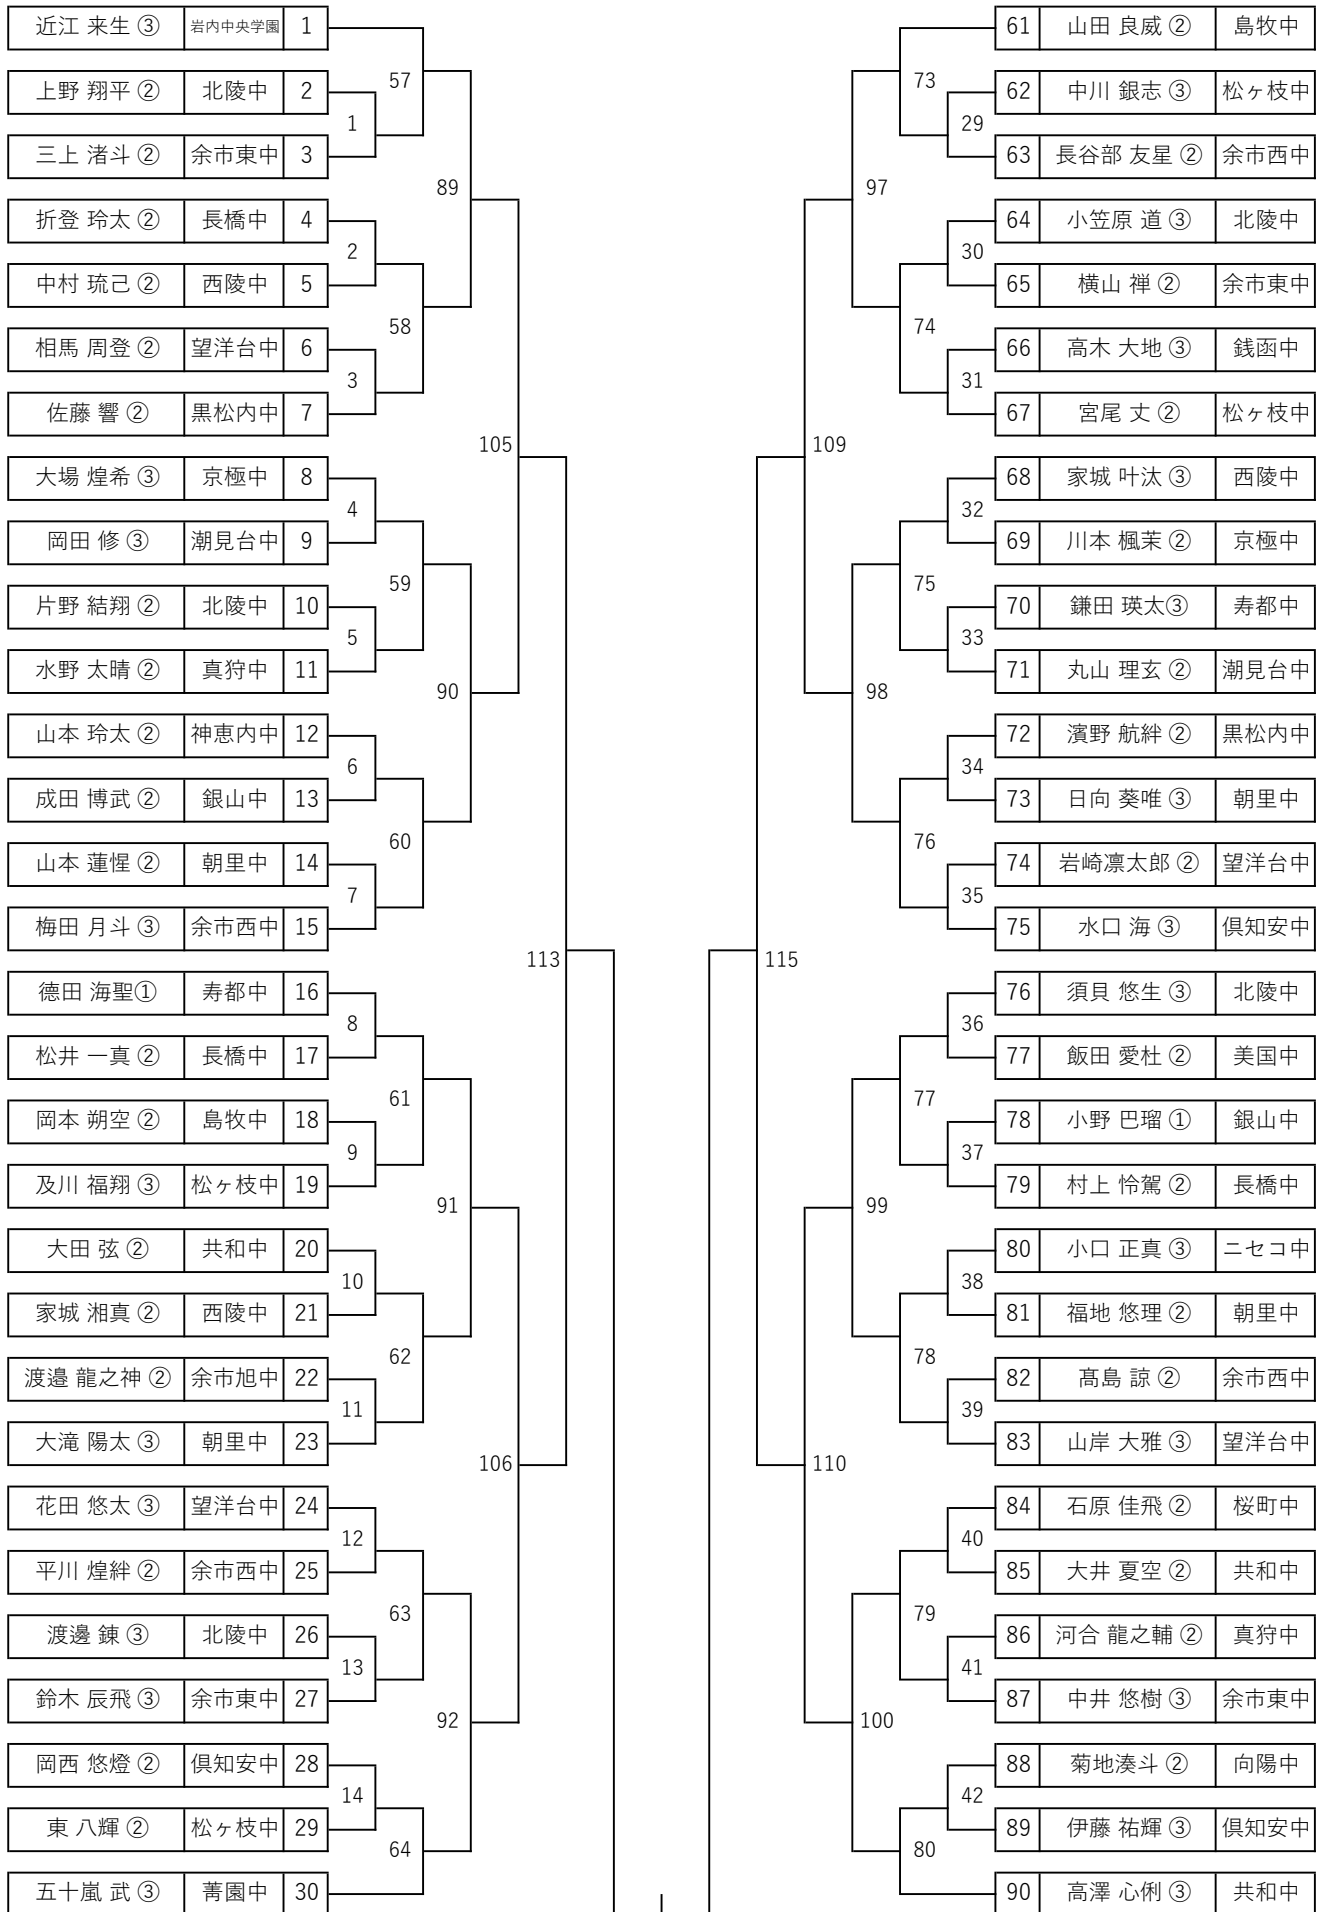 近江 来生 ③ 岩内中央学園 1
上野 翔平 ② 北陵中 2
三上 渚斗 ② 余市東中 3
折登 玲太 ② 長橋中 4
中村 琉己 ② 西陵中 5
相馬 周登 ② 望洋台中 6
佐藤 響 ② 黒松内中 7
大場 煌希 ③ 京極中 8
岡田 修 ③ 潮見台中 9
片野 結翔 ② 北陵中 10
水野 太晴 ② 真狩中 11
山本 玲太 ② 神恵内中 12
成田 博武 ② 銀山中 13
山本 蓮惺 ② 朝里中 14
梅田 月斗 ③ 余市西中 15
德田 海聖① 寿都中 16
松井 一真 ② 長橋中 17
岡本 朔空 ② 島牧中 18
及川 福翔 ③ 松ヶ枝中 19
大田 弦 ② 共和中 20
家城 湘真 ② 西陵中 21
渡邉 龍之神 ② 余市旭中 22
大滝 陽太 ③ 朝里中 23
花田 悠太 ③ 望洋台中 24
平川 煌絆 ② 余市西中 25
渡邊 錬 ③ 北陵中 26
鈴木 辰飛 ③ 余市東中 27
岡西 悠燈 ② 倶知安中 28
東 八輝 ② 松ヶ枝中 29
五十嵐 武 ③ 菁園中 30
1
2
3
4
5
6
7
8
9
10
11
12
13
14
57
58
59
60
61
62
63
64
89
90
91
92
105
106
113
115
109
110
97
98
99
100
73
74
75
76
77
78
79
80
29
30
31
32
33
34
35
36
37
38
39
40
41
42
61 山田 良威 ② 島牧中
62 中川 銀志 ③ 松ヶ枝中
63 長谷部 友星 ② 余市西中
64 小笠原 道 ③ 北陵中
65 横山 禅 ② 余市東中
66 高木 大地 ③ 銭函中
67 宮尾 丈 ② 松ヶ枝中
68 家城 叶汰 ③ 西陵中
69 川本 楓茉 ② 京極中
70 鎌田 瑛太③ 寿都中
71 丸山 理玄 ② 潮見台中
72 濱野 航絆 ② 黒松内中
73 日向 葵唯 ③ 朝里中
74 岩崎凛太郎 ② 望洋台中
75 水口 海 ③ 倶知安中
76 須貝 悠生 ③ 北陵中
77 飯田 愛杜 ② 美国中
78 小野 巴瑠 ① 銀山中
79 村上 怜駕 ② 長橋中
80 小口 正真 ③ ニセコ中
81 福地 悠理 ② 朝里中
82 髙島 諒 ② 余市西中
83 山岸 大雅 ③ 望洋台中
84 石原 佳飛 ② 桜町中
85 大井 夏空 ② 共和中
86 河合 龍之輔 ② 真狩中
87 中井 悠樹 ③ 余市東中
88 菊地湊斗 ② 向陽中
89 伊藤 祐輝 ③ 倶知安中
90 高澤 心俐 ③ 共和中